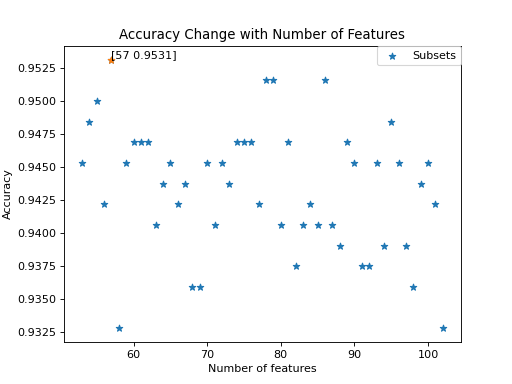 Accuracy Change with Number of Features
[57 0.9531]
Subsets
0.9525
0.9500
0.9475
0.9450
0.9425
0.9400
0.9375
0.9350
0.9325
Accuracy
60 70 80 90 100
Number of features